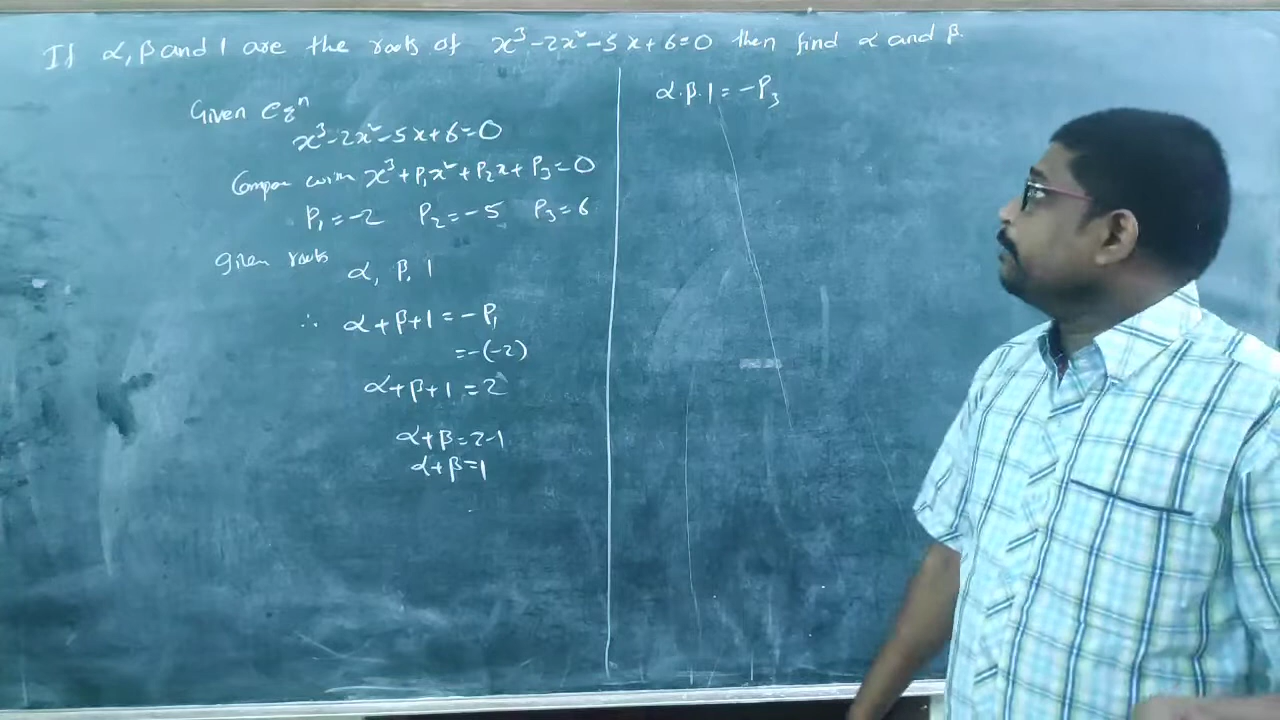 If α, β and 1 are the roots of x³-2x²-5x+6=0 then find α and β.
Given eqⁿ
x³-2x²-5x+6=0
Compare with x³+P₁x²+P₂x+P₃=0
P₁=-2 P₂=-5 P₃=6
Given roots
α, β, 1
∴ α+β+1=-P₁
=-(-2)
α+β+1=2
α+β=2-1
α+β=1
α.β.1=-P₃